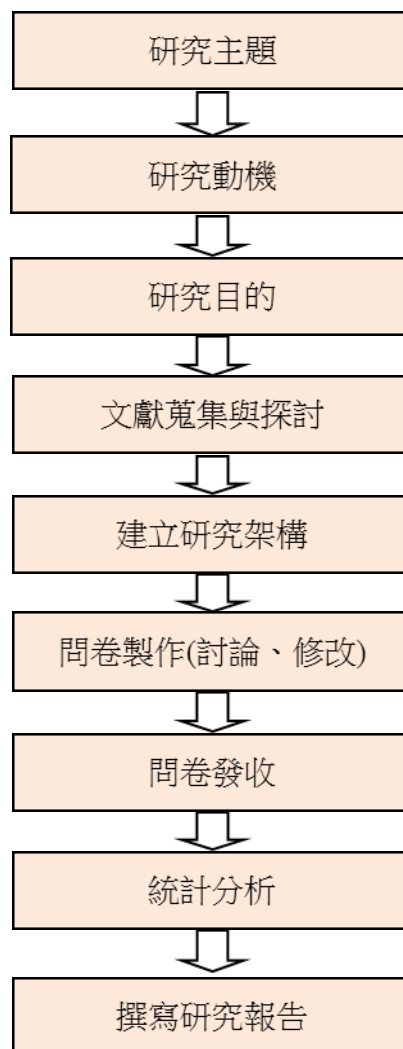 研究主題
研究動機
研究目的
文獻蒐集與探討
建立研究架構
問卷製作(討論、修改)
問卷發收
統計分析
撰寫研究報告